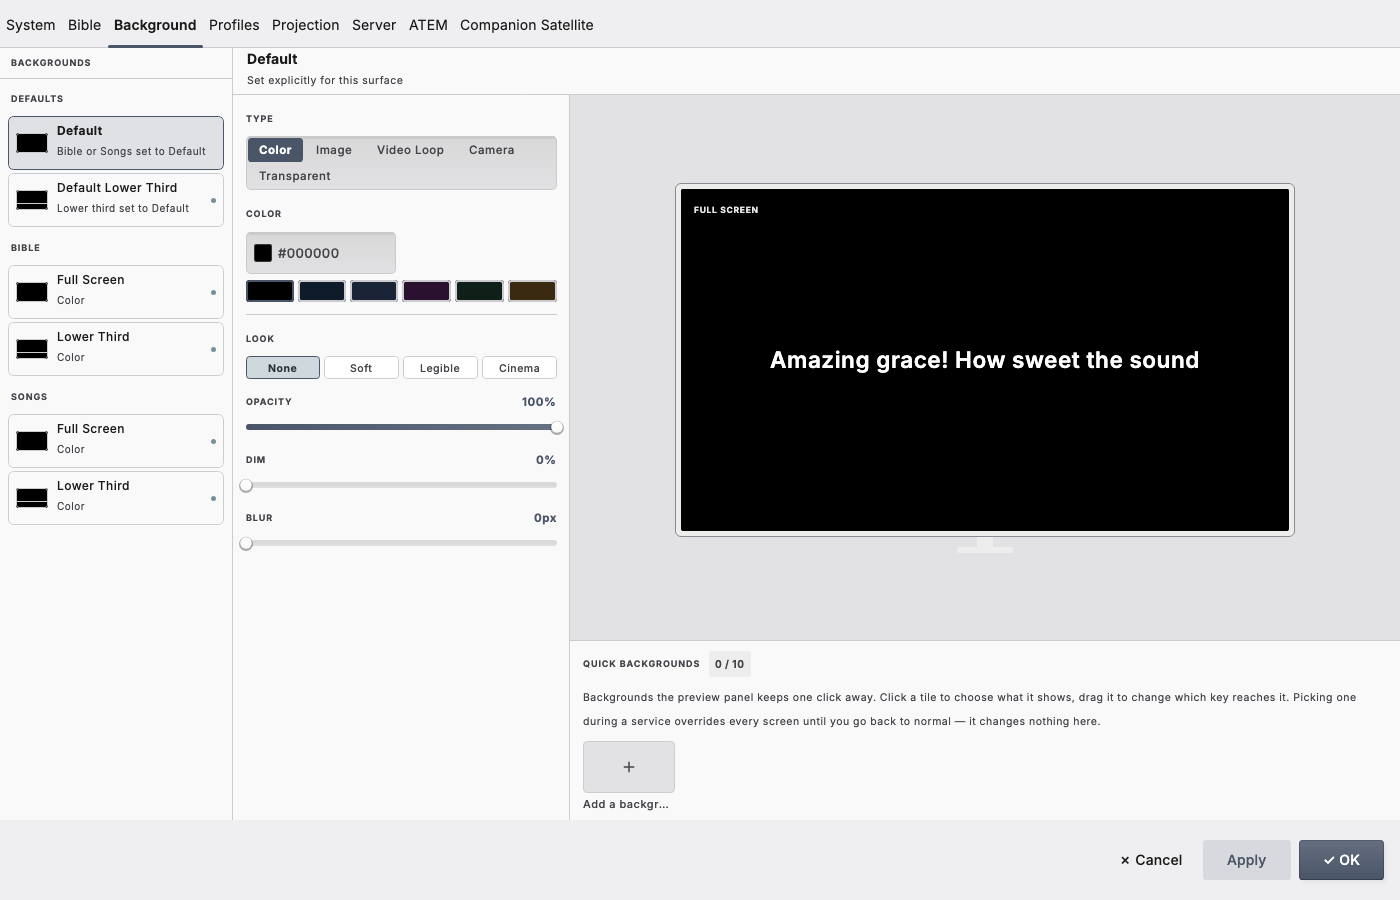 System Bible Background Profiles Projection Server ATEM Companion Satellite
BACKGROUNDS
DEFAULTS
Default
Bible or Songs set to Default
Default Lower Third
Lower third set to Default
BIBLE
Full Screen
Color
Lower Third
Color
SONGS
Full Screen
Color
Lower Third
Color
Default
Set explicitly for this surface
TYPE
Color Image Video Loop Camera
Transparent
COLOR
#000000
LOOK
None Soft Legible Cinema
OPACITY 100%
DIM 0%
BLUR 0px
FULL SCREEN
Amazing grace! How sweet the sound
QUICK BACKGROUNDS 0 / 10
Backgrounds the preview panel keeps one click away. Click a tile to choose what it shows, drag it to change which key reaches it. Picking one
during a service overrides every screen until you go back to normal — it changes nothing here.
+
Add a backgr...
× Cancel Apply ✓ OK